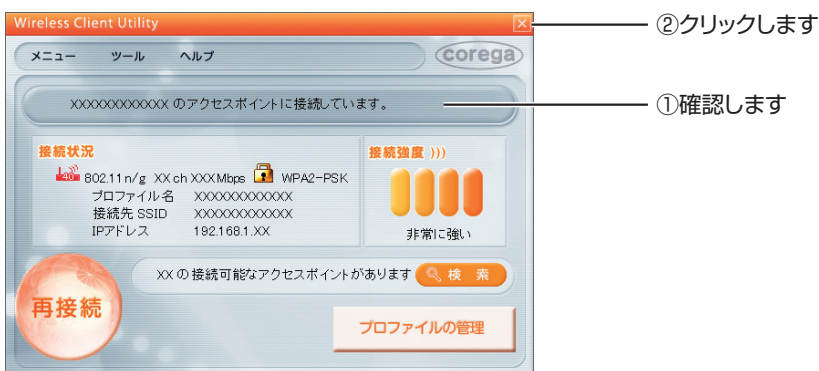 Wireless Client Utility
②クリックします
メニュー ツール ヘルプ
corega
XXXXXXXXXXXX のアクセスポイントに接続しています。
①確認します
接続状況
接続強度 )))
40 802.11 n/g XX ch XXX Mbps WPA2-PSK
プロファイル名 XXXXXXXXXXXX
接続先 SSID XXXXXXXXXXXX
IPアドレス 192.168.1.XX
非常に強い
XX の接続可能なアクセスポイントがあります 検 索
再接続
プロファイルの管理